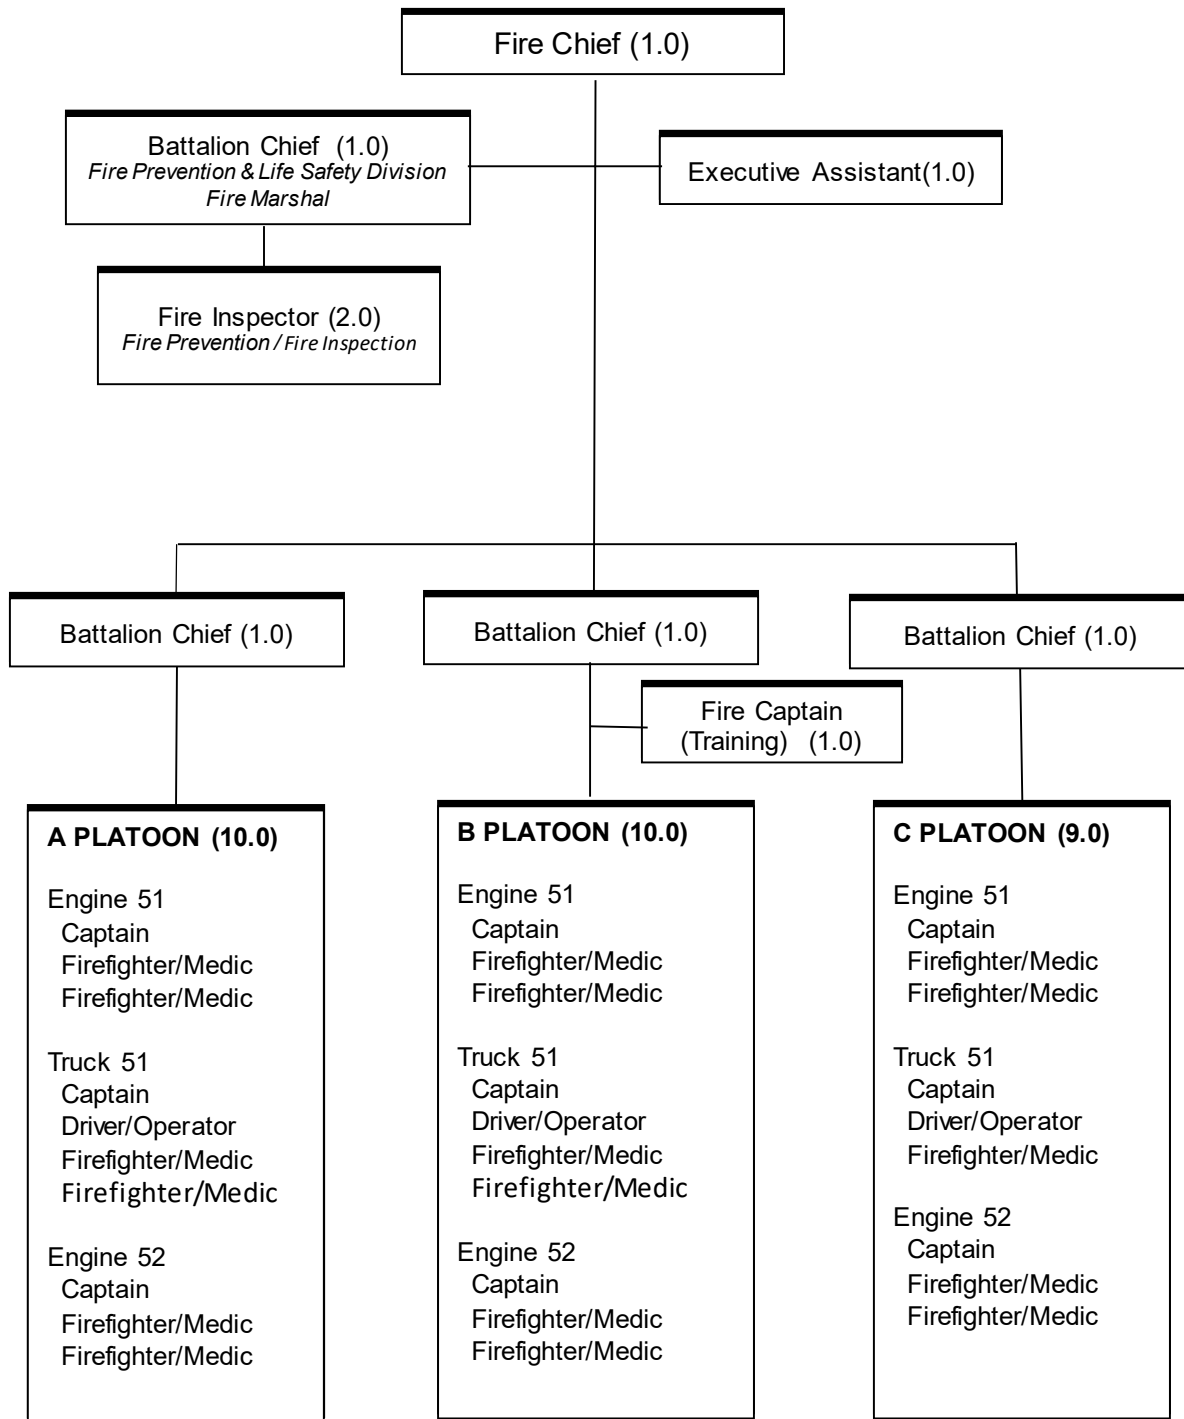 Fire Chief (1.0)
Battalion Chief (1.0)
Fire Prevention & Life Safety Division
Fire Marshal
Executive Assistant(1.0)
Fire Inspector (2.0)
Fire Prevention / Fire Inspection
Battalion Chief (1.0)
Battalion Chief (1.0)
Battalion Chief (1.0)
Fire Captain
(Training) (1.0)
A PLATOON (10.0)
Engine 51
Captain
Firefighter/Medic
Firefighter/Medic
Truck 51
Captain
Driver/Operator
Firefighter/Medic
Firefighter/Medic
Engine 52
Captain
Firefighter/Medic
Firefighter/Medic
B PLATOON (10.0)
Engine 51
Captain
Firefighter/Medic
Firefighter/Medic
Truck 51
Captain
Driver/Operator
Firefighter/Medic
Firefighter/Medic
Engine 52
Captain
Firefighter/Medic
Firefighter/Medic
C PLATOON (9.0)
Engine 51
Captain
Firefighter/Medic
Firefighter/Medic
Truck 51
Captain
Driver/Operator
Firefighter/Medic
Engine 52
Captain
Firefighter/Medic
Firefighter/Medic